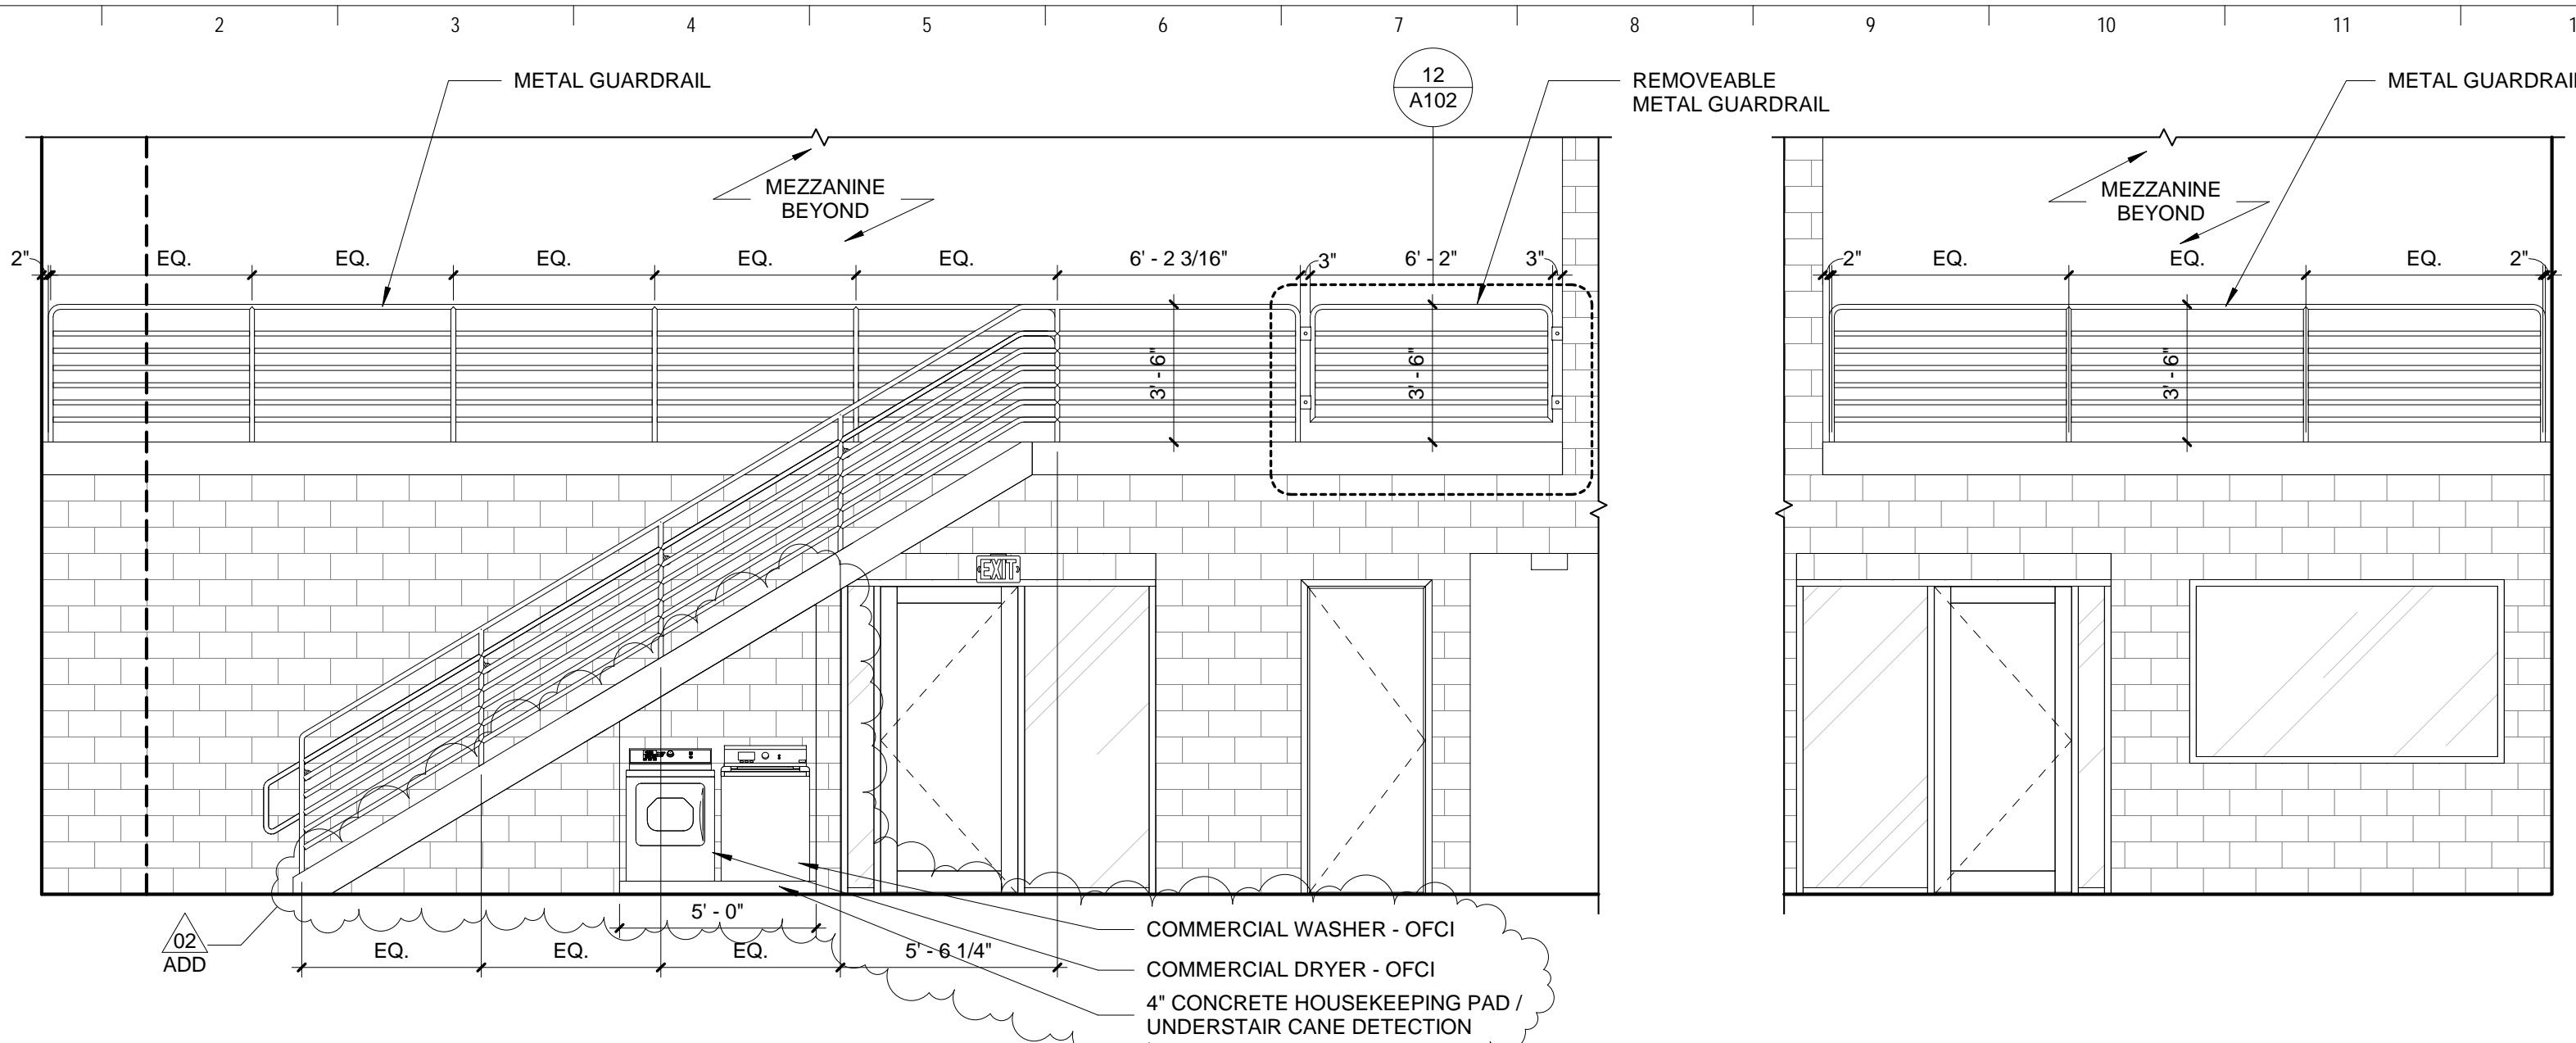 2 3 4 5 6 7 8 9 10 11
METAL GUARDRAIL
12
A102
REMOVEABLE
METAL GUARDRAIL
METAL GUARDRAIL
MEZZANINE
BEYOND
MEZZANINE
BEYOND
2" EQ. EQ. EQ. EQ. EQ. 6' - 2 3/16" 3" 6' - 2" 3" 2" EQ. EQ. EQ. 2"
3' - 6"
3' - 6"
3' - 6"
EXIT
02
ADD
5' - 0"
EQ. EQ. EQ. 5' - 6 1/4"
COMMERCIAL WASHER - OFCI
COMMERCIAL DRYER - OFCI
4" CONCRETE HOUSEKEEPING PAD /
UNDERSTAIR CANE DETECTION